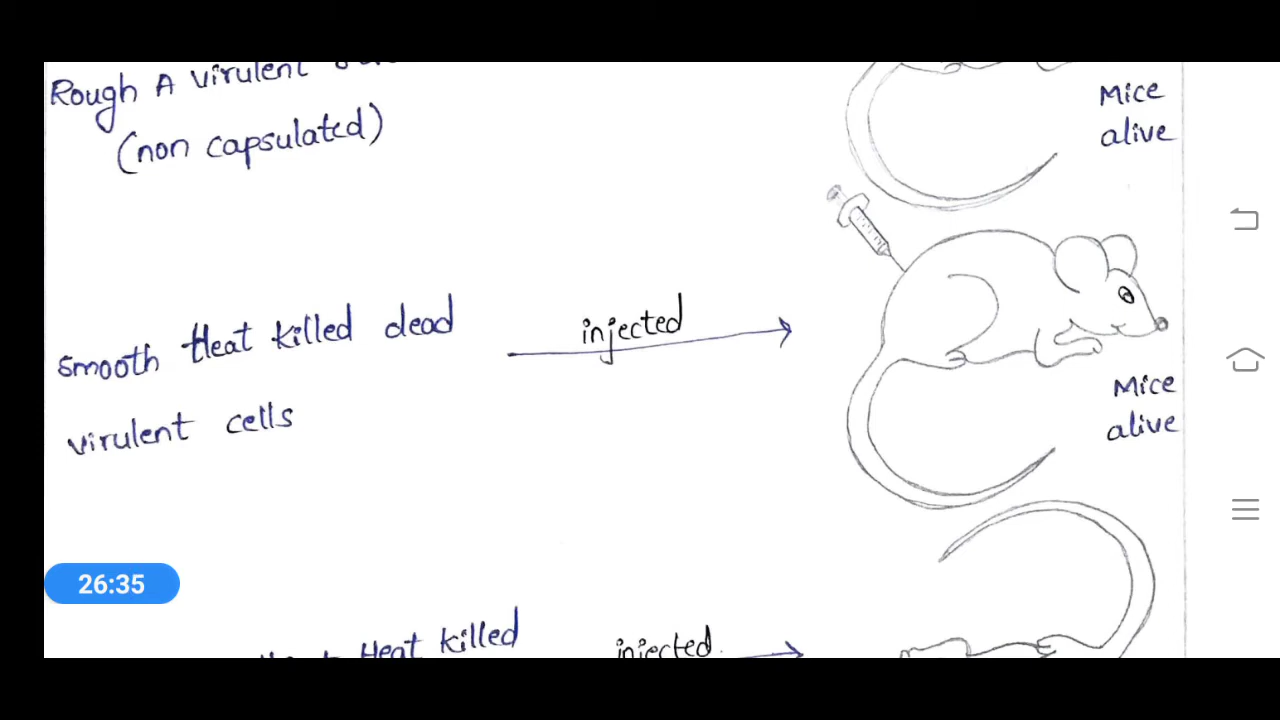 Rough A virulent
(non capsulated)
Mice
alive
injected
smooth Heat killed dead
virulent cells
Mice
alive
26:35
Heat killed
injected